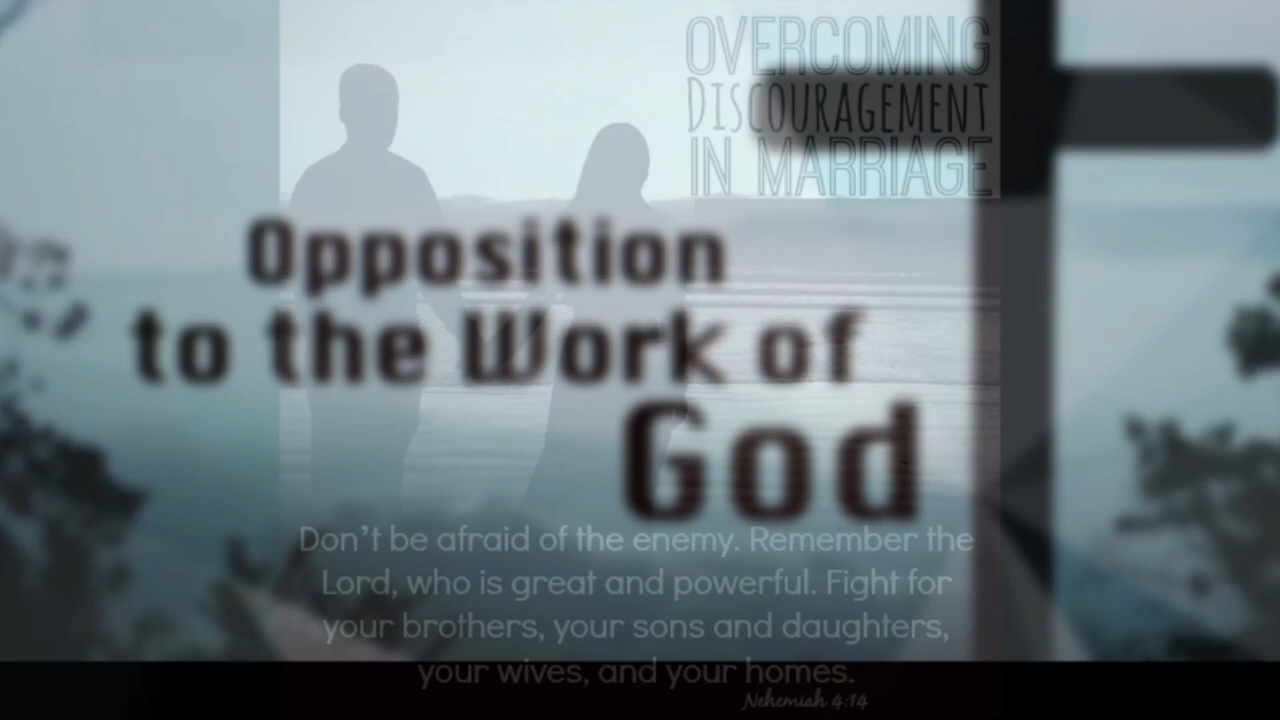 OVERCOMING
DISCOURAGEMENT
IN MARRIAGE
Opposition
to the Work of
God
Don't be afraid of the enemy. Remember the
Lord, who is great and powerful. Fight for
your brothers, your sons and daughters,
your wives, and your homes.
Nehemiah 4:14